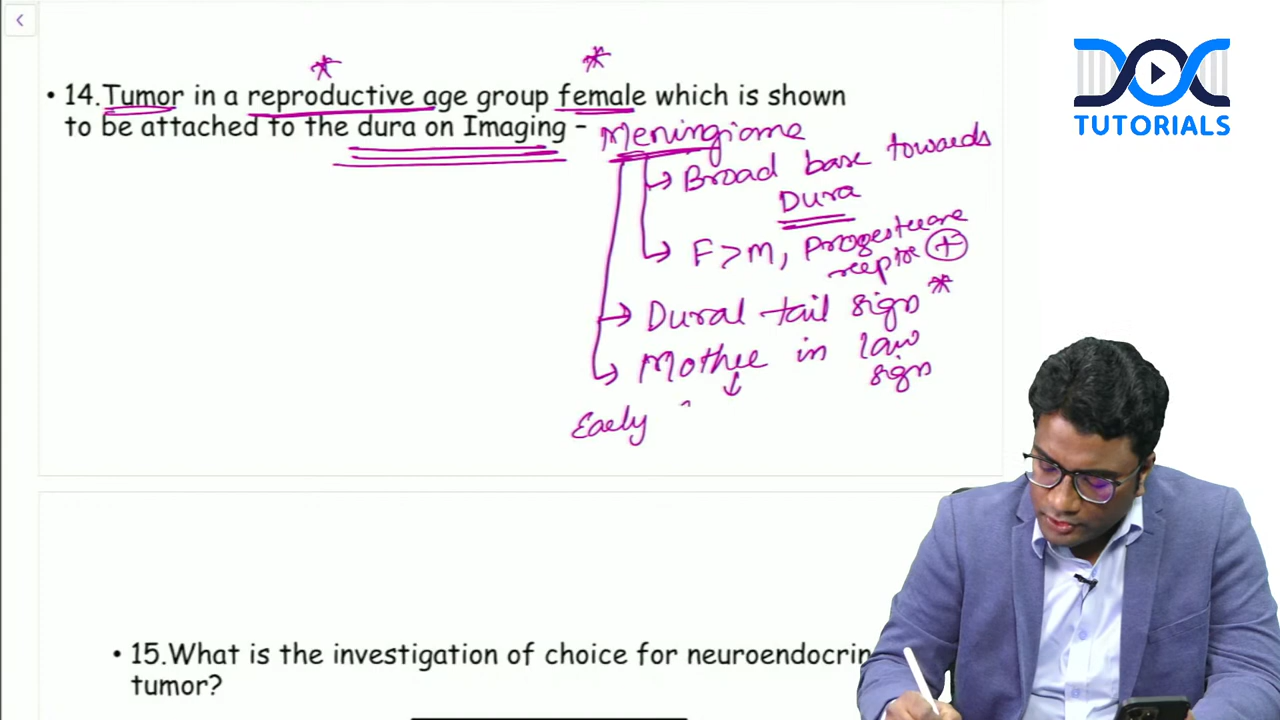 • 14.Tumor in a reproductive age group female which is shown
to be attached to the dura on Imaging -
Meningioma
→ Broad base towards
Dura
→ F > M, Progesterone
receptor +
→ Dural tail sign *
→ Mother in law
sign
Early
• 15.What is the investigation of choice for neuroendocrin
tumor?
DOC
TUTORIALS